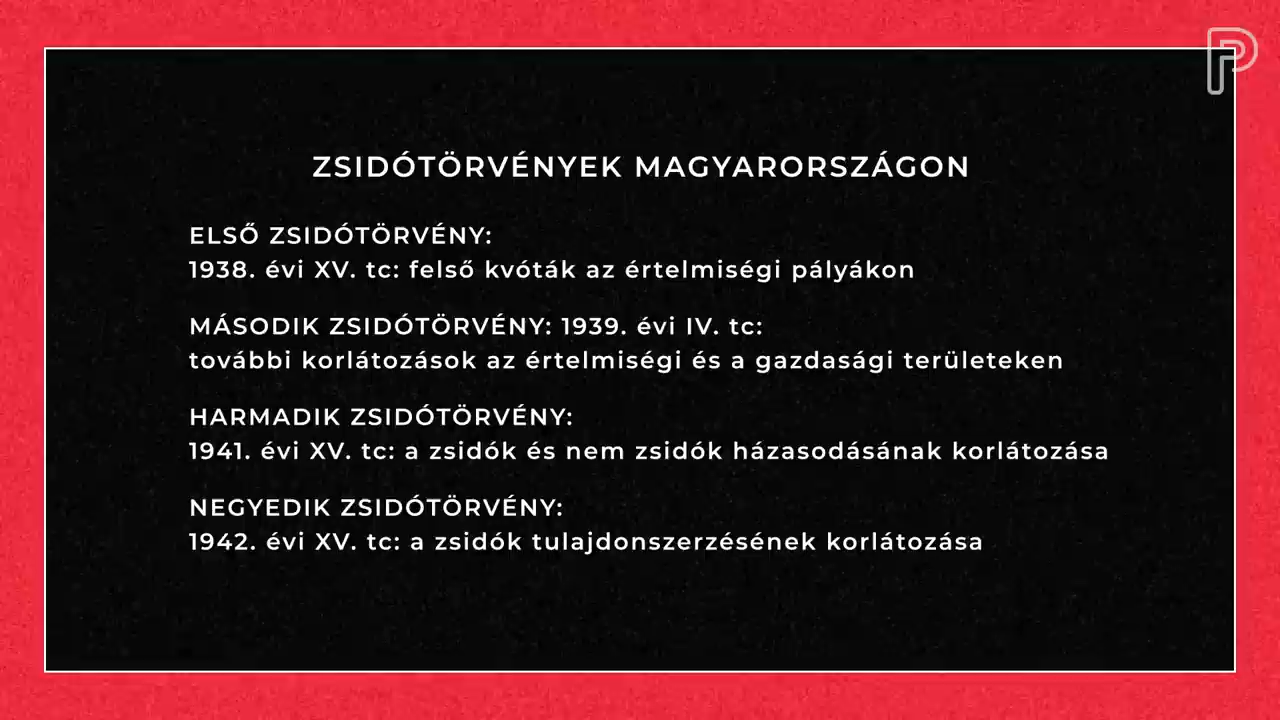 ZSIDÓTÖRVÉNYEK MAGYARORSZÁGON
ELSŐ ZSIDÓTÖRVÉNY:
1938. évi XV. tc: felső kvóták az értelmiségi pályákon
MÁSODIK ZSIDÓTÖRVÉNY: 1939. évi IV. tc:
további korlátozások az értelmiségi és a gazdasági területeken
HARMADIK ZSIDÓTÖRVÉNY:
1941. évi XV. tc: a zsidók és nem zsidók házasodásának korlátozása
NEGYEDIK ZSIDÓTÖRVÉNY:
1942. évi XV. tc: a zsidók tulajdonszerzésének korlátozása